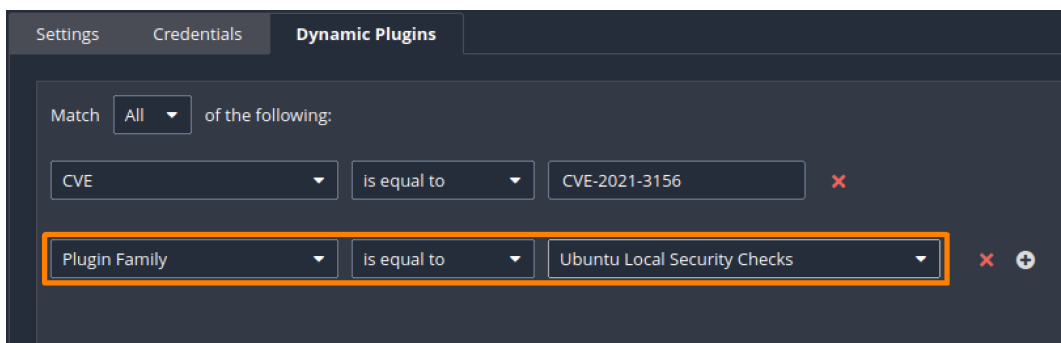 Settings Credentials Dynamic Plugins
Match All of the following:
CVE is equal to CVE-2021-3156
Plugin Family is equal to Ubuntu Local Security Checks